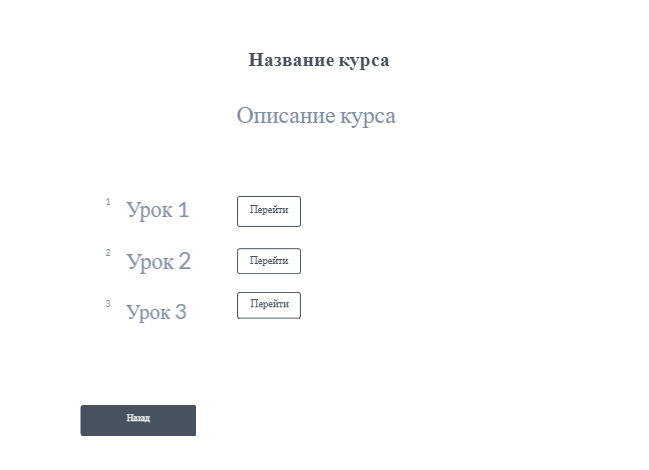 Название курса
Описание курса
1 Урок 1 Перейти
2 Урок 2 Перейти
3 Урок 3 Перейти
Назад